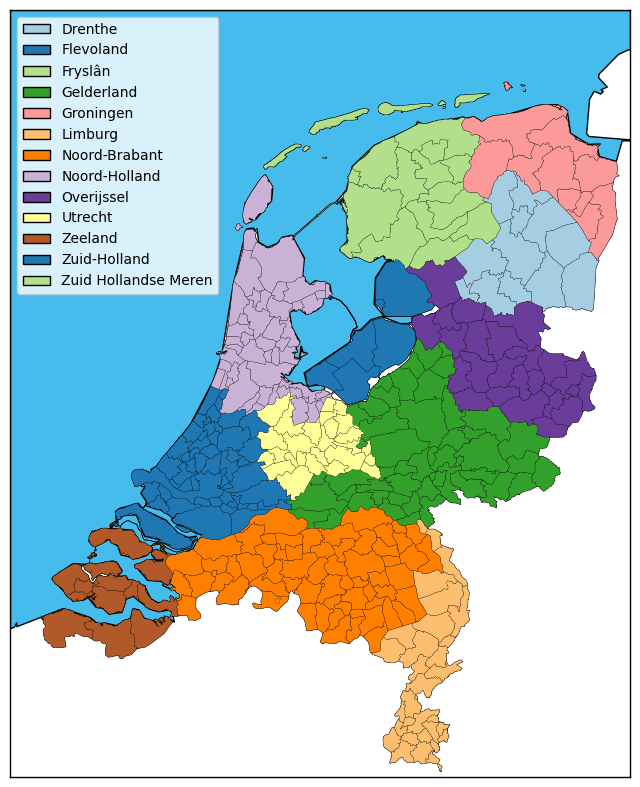 Drenthe
Flevoland
Fryslân
Gelderland
Groningen
Limburg
Noord-Brabant
Noord-Holland
Overijssel
Utrecht
Zeeland
Zuid-Holland
Zuid Hollandse Meren